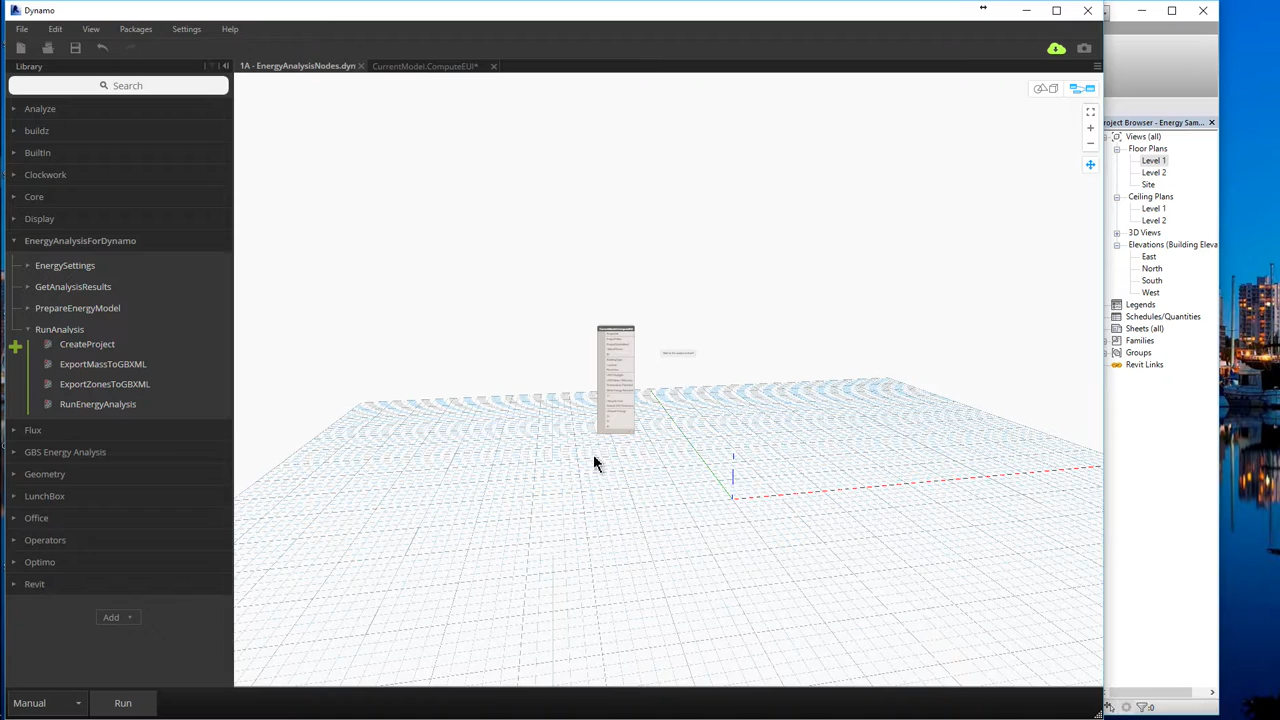 Dynamo
File Edit View Packages Settings Help
Library
1A - EnergyAnalysisNodes.dyn
CurrentModel.ComputeEUI*
Search
Analyze
buildz
BuiltIn
Clockwork
Core
Display
EnergyAnalysisForDynamo
EnergySettings
GetAnalysisResults
PrepareEnergyModel
RunAnalysis
CreateProject
ExportMassToGBXML
ExportZonesToGBXML
RunEnergyAnalysis
Flux
GBS Energy Analysis
Geometry
LunchBox
Office
Operators
Optimo
Revit
Add
Manual
Run
roject Browser - Energy Sam...
Views (all)
Floor Plans
Level 1
Level 2
Site
Ceiling Plans
Level 1
Level 2
3D Views
Elevations (Building Eleva
East
North
South
West
Legends
Schedules/Quantities
Sheets (all)
Families
Groups
Revit Links
:0